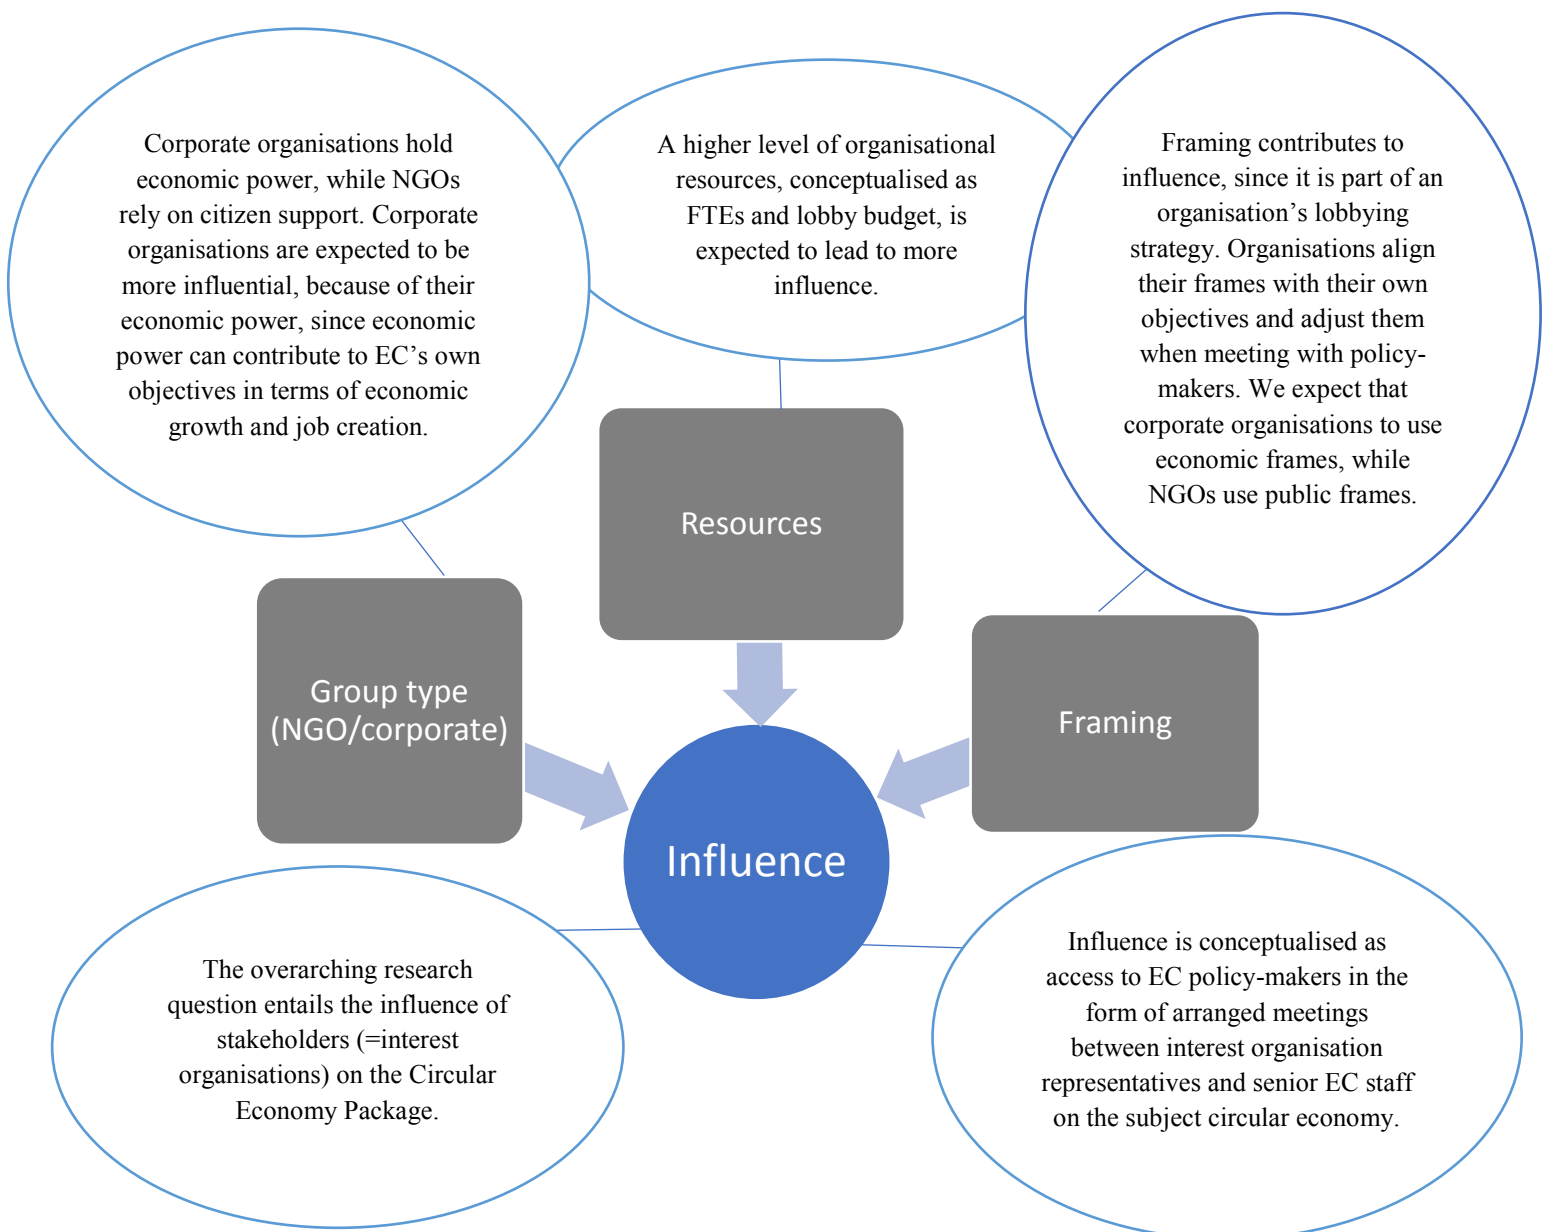 Corporate organisations hold
economic power, while NGOs
rely on citizen support. Corporate
organisations are expected to be
more influential, because of their
economic power, since economic
power can contribute to EC’s own
objectives in terms of economic
growth and job creation.
A higher level of organisational
resources, conceptualised as
FTEs and lobby budget, is
expected to lead to more
influence.
Framing contributes to
influence, since it is part of an
organisation’s lobbying
strategy. Organisations align
their frames with their own
objectives and adjust them
when meeting with policy-
makers. We expect that
corporate organisations to use
economic frames, while
NGOs use public frames.
Resources
Group type
(NGO/corporate)
Framing
Influence
The overarching research
question entails the influence of
stakeholders (=interest
organisations) on the Circular
Economy Package.
Influence is conceptualised as
access to EC policy-makers in the
form of arranged meetings
between interest organisation
representatives and senior EC staff
on the subject circular economy.